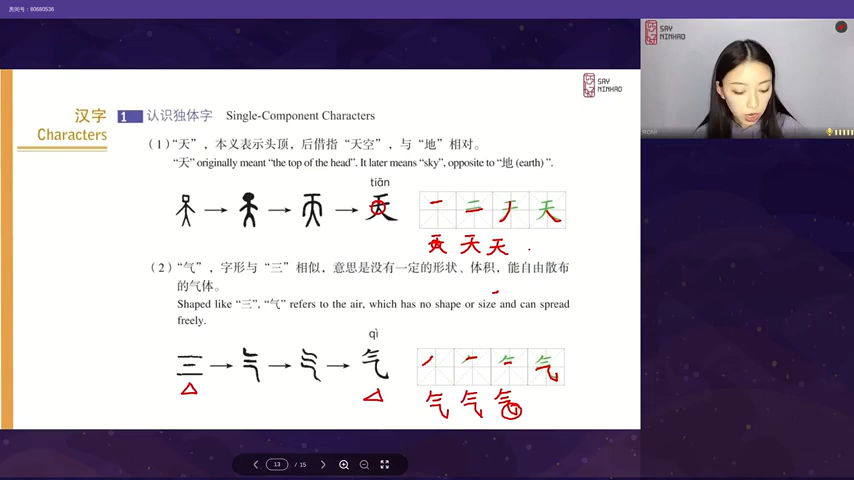 房间号：80680536
SAY
NIHAO
RONI
SAY
NIHAO
汉字
Characters
1 认识独体字 Single-Component Characters
（1）“天”，本义表示头顶，后借指“天空”，与“地”相对。
“天” originally meant “the top of the head”. It later means “sky”, opposite to “地 (earth)”.
tiān
天
天 天 天
（2）“气”，字形与“三”相似，意思是没有一定的形状、体积，能自由散布
的气体。
Shaped like “三”, “气” refers to the air, which has no shape or size and can spread
freely.
qì
三 气 气
气 气 气
13 / 15